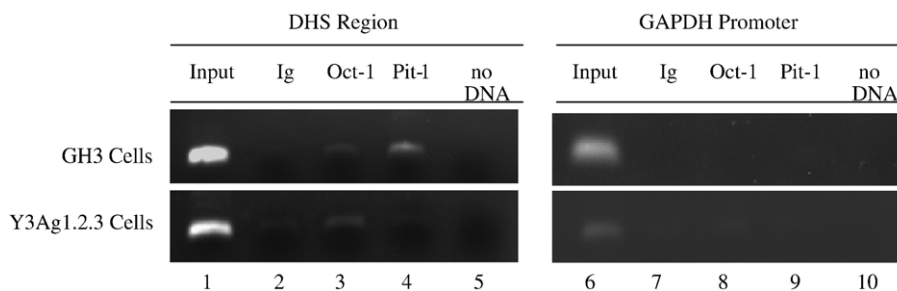 DHS Region GAPDH Promoter
Input Ig Oct-1 Pit-1 no DNA Input Ig Oct-1 Pit-1 no DNA
GH3 Cells
Y3Ag1.2.3 Cells
1 2 3 4 5 6 7 8 9 10